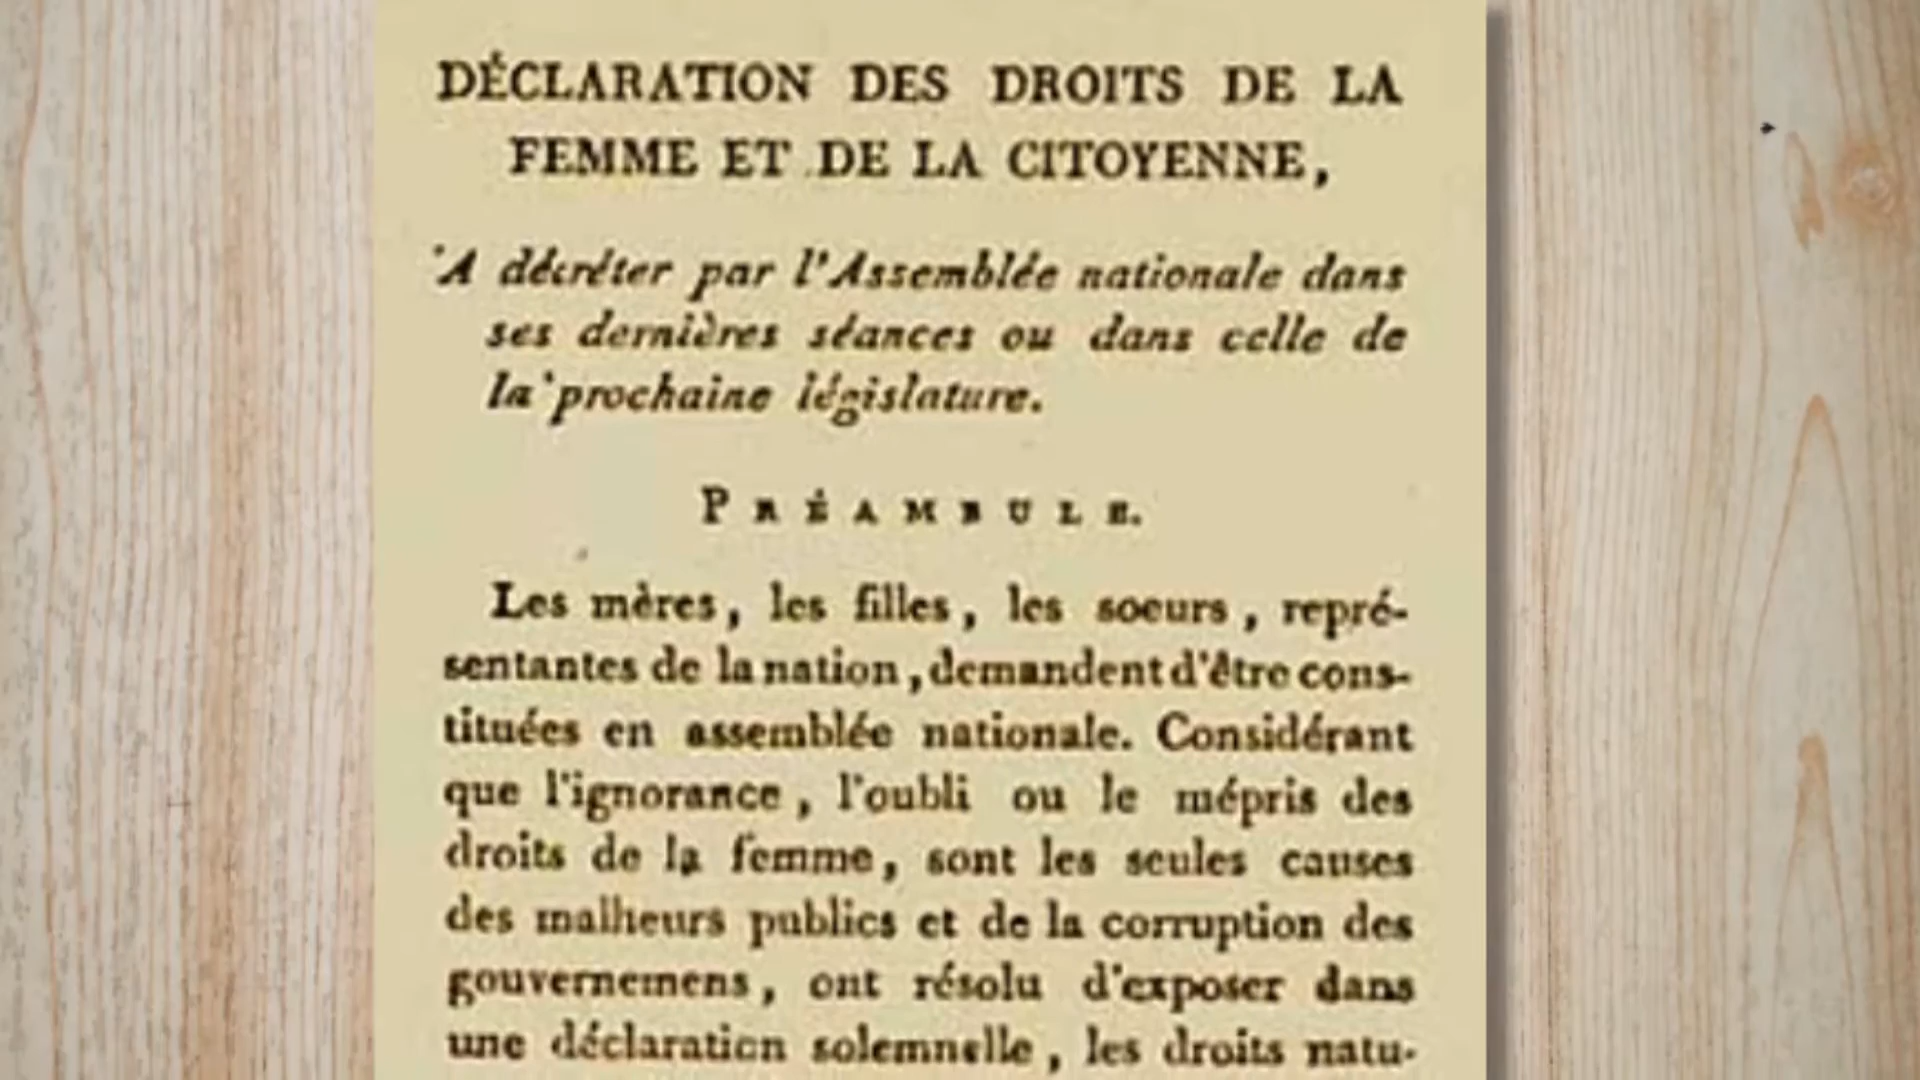 DÉCLARATION DES DROITS DE LA
FEMME ET DE LA CITOYENNE,
A décréter par l'Assemblée nationale dans
ses dernières séances ou dans celle de
la prochaine législature.
PRÉAMBULE.
Les mères, les filles, les soeurs, repré-
sentantes de la nation, demandent d'être cons-
tituées en assemblée nationale. Considérant
que l'ignorance, l'oubli ou le mépris des
droits de la femme, sont les seules causes
des malheurs publics et de la corruption des
gouvernemens, ont résolu d'exposer dans
une déclaration solemnelle, les droits natu-